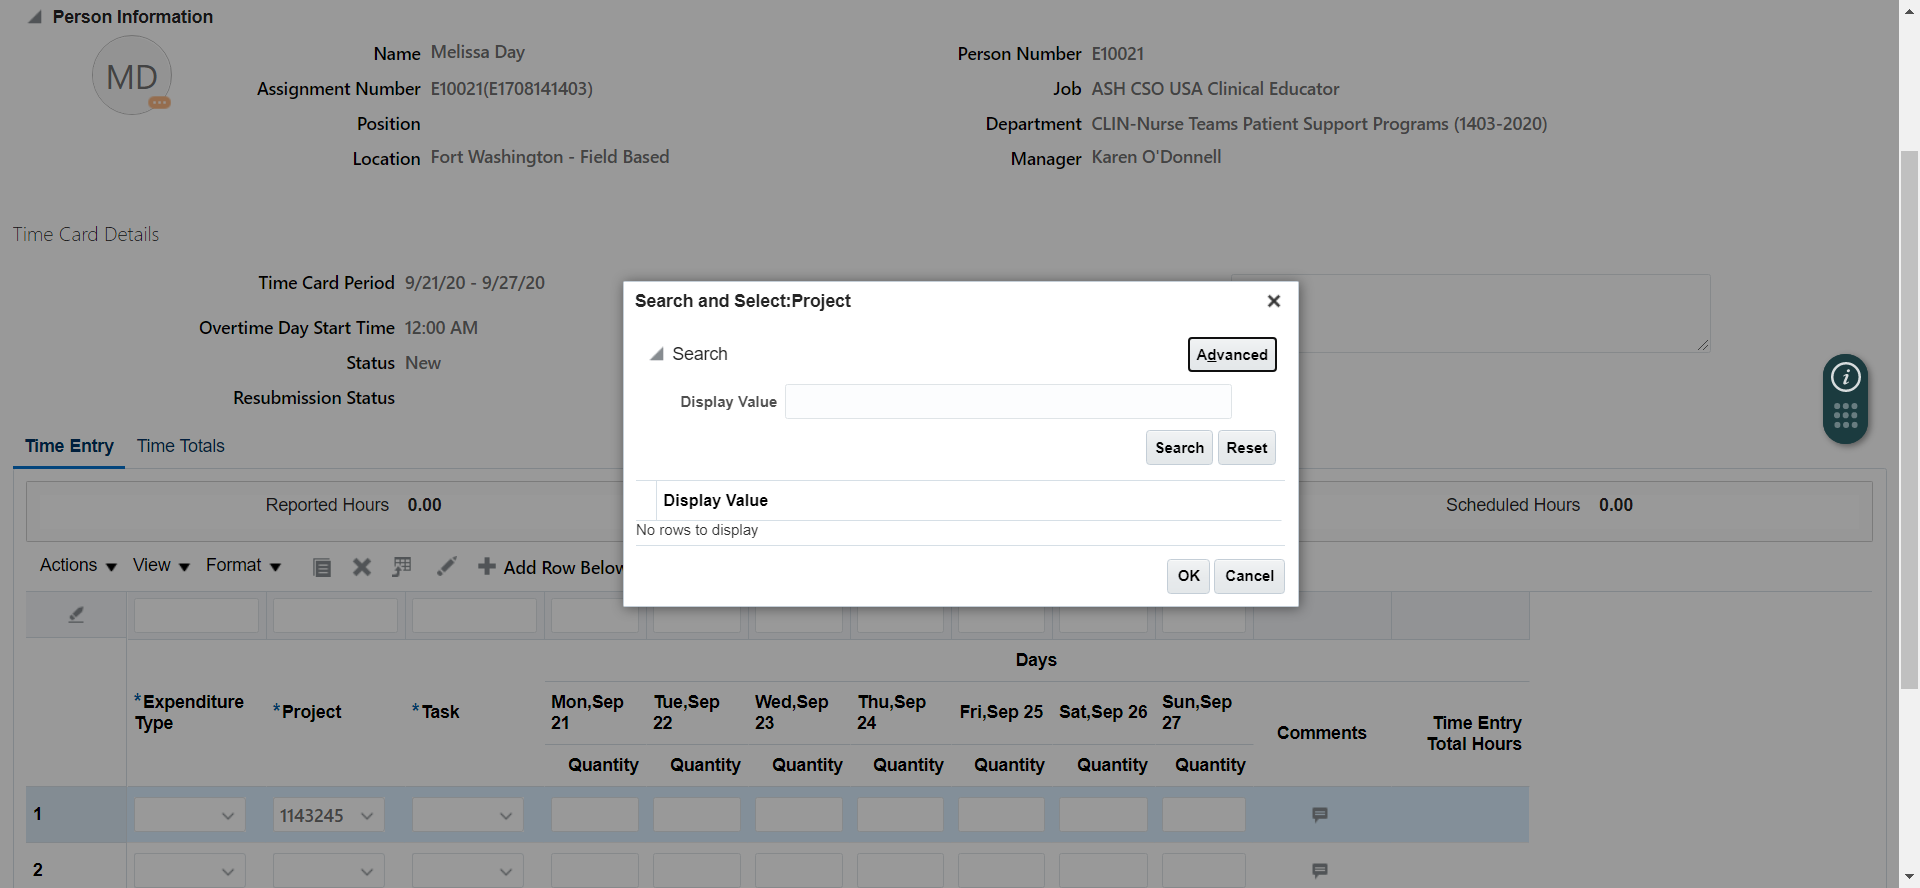 Person Information
MD
Name Melissa Day
Person Number E10021
Assignment Number E10021(E1708141403)
Job ASH CSO USA Clinical Educator
Position
Department CLIN-Nurse Teams Patient Support Programs (1403-2020)
Location Fort Washington - Field Based
Manager Karen O'Donnell
Time Card Details
Time Card Period 9/21/20 - 9/27/20
Overtime Day Start Time 12:00 AM
Status New
Resubmission Status
Search and Select:Project
Search
Advanced
Display Value
Search Reset
Display Value
No rows to display
OK Cancel
Time Entry Time Totals
Reported Hours 0.00
Scheduled Hours 0.00
Actions View Format Add Row Below
Days
*Expenditure Type *Project *Task Mon,Sep 21 Tue,Sep 22 Wed,Sep 23 Thu,Sep 24 Fri,Sep 25 Sat,Sep 26 Sun,Sep 27 Comments Time Entry Total Hours
Quantity Quantity Quantity Quantity Quantity Quantity Quantity
1 1143245
2